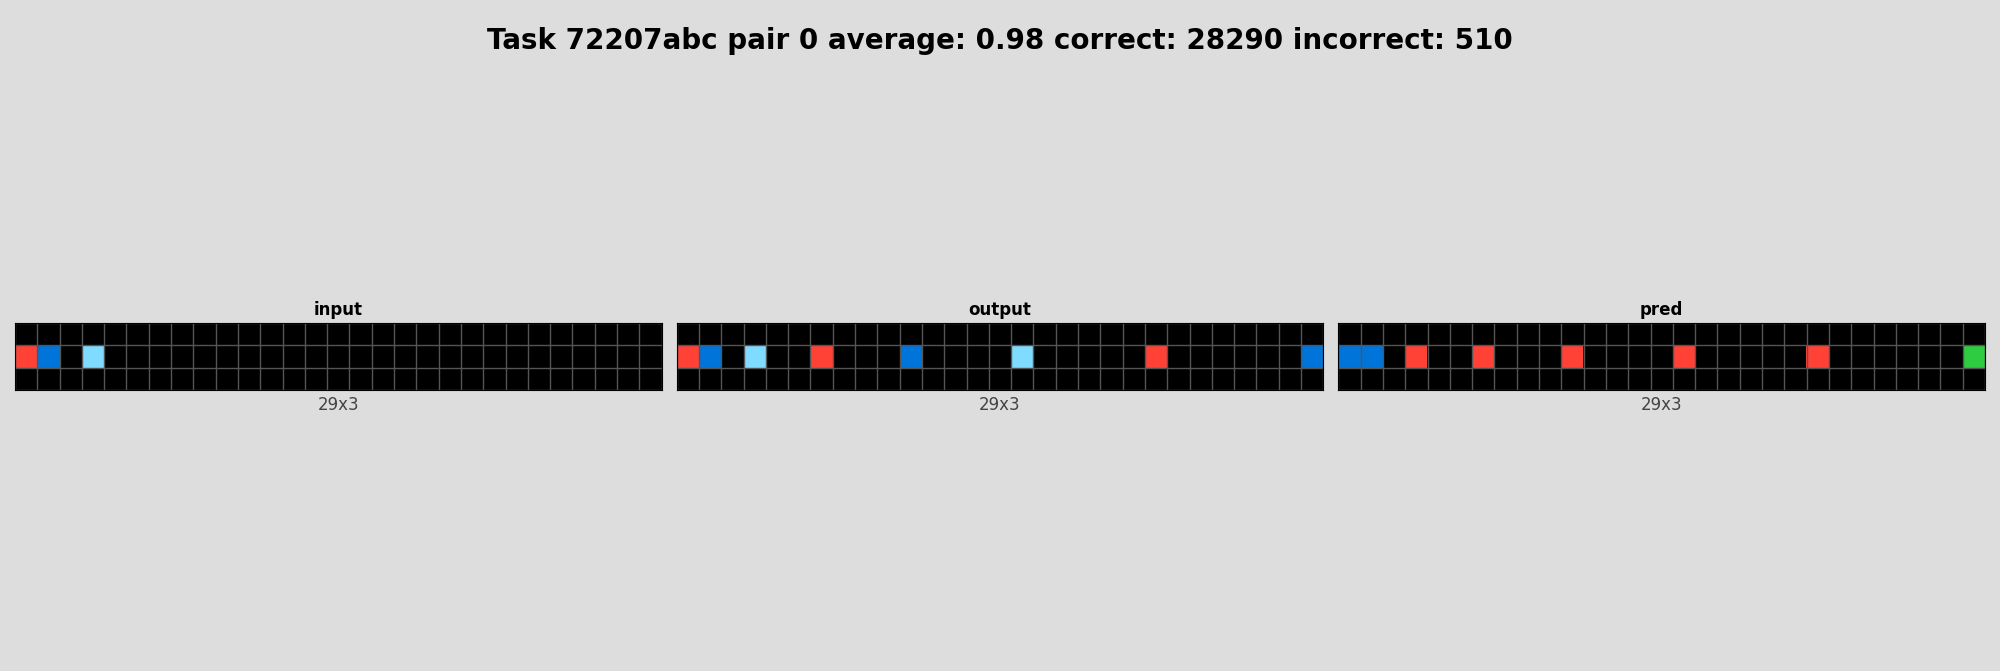 Task 72207abc pair 0 average: 0.98 correct: 28290 incorrect: 510
input
output
pred
29x3
29x3
29x3